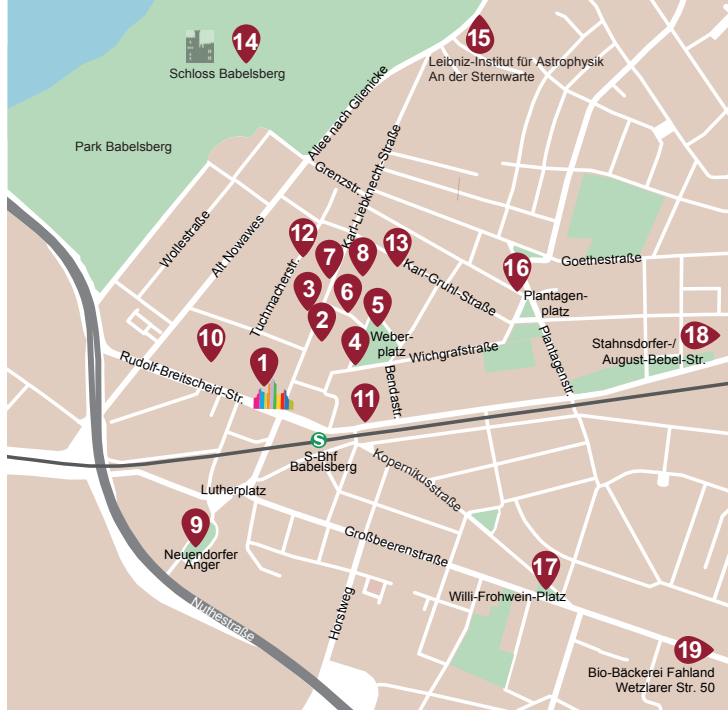 14
Schloss Babelsberg
15
Leibniz-Institut für Astrophysik
An der Sternwarte
Park Babelsberg
Allee nach Glienicke
Karl-Liebknecht-Straße
Grenzstr.
Wollestraße
Alt Nowawes
Tuchmacherstr.
12
7
8
13
Karl-Gruhl-Straße
16
Goethestraße
Plantagen-
platz
3
6
5
2
4
Weber-
platz
Wichgrafstraße
Plantagenstr.
18
Stahnsdorfer-/
August-Bebel-Str.
10
1
Rudolf-Breitscheid-Str.
11
Bendastr.
S
S-Bhf
Babelsberg
Kopernikusstraße
Lutherplatz
9
Neuendorfer
Anger
Großbeerenstraße
17
Willi-Frohwein-Platz
Horstweg
Nuthestraße
19
Bio-Bäckerei Fahland
Wetzlarer Str. 50